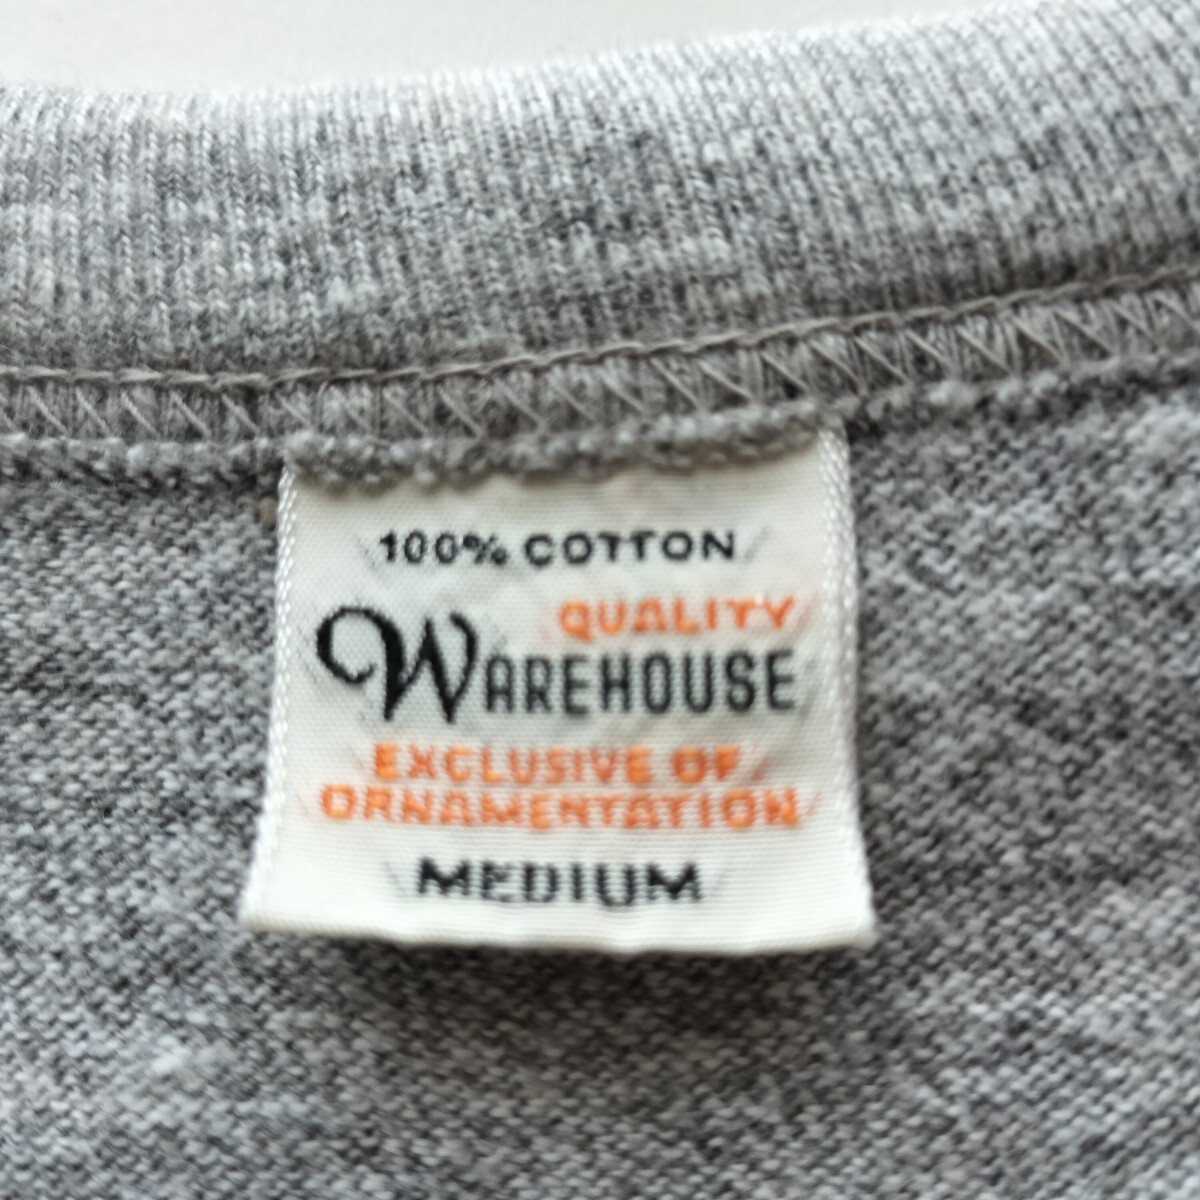 100% COTTON
QUALITY
WAREHOUSE
EXCLUSIVE OF
ORNAMENTATION
MEDIUM